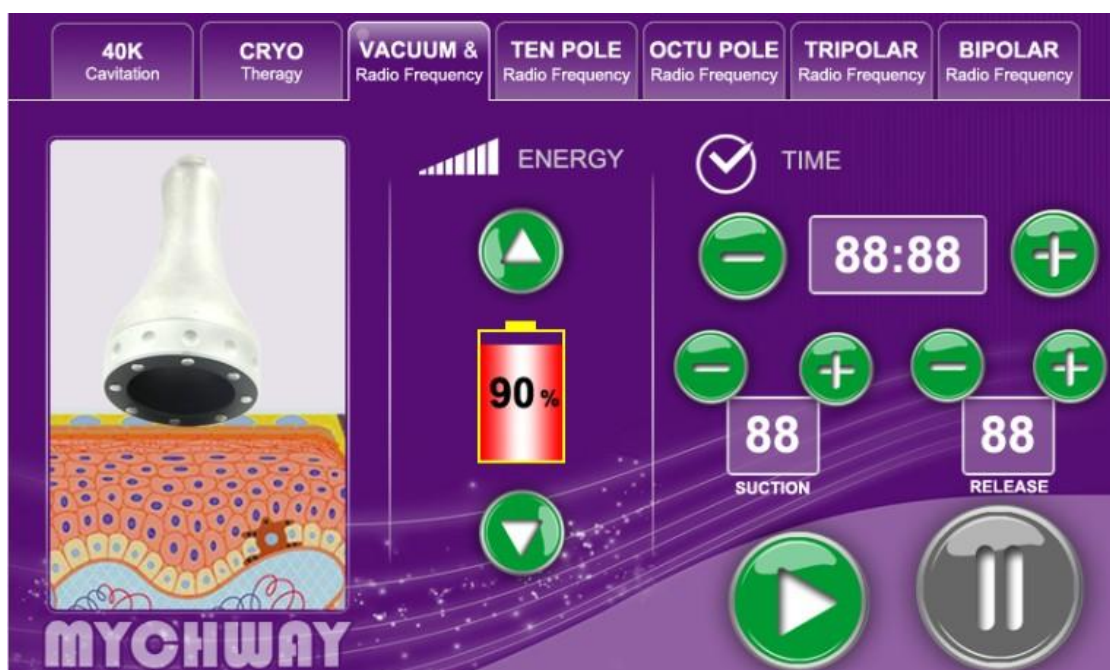 40K
Cavitation
CRYO
Theragy
VACUUM &
Radio Frequency
TEN POLE
Radio Frequency
OCTU POLE
Radio Frequency
TRIPOLAR
Radio Frequency
BIPOLAR
Radio Frequency
ENERGY
TIME
88:88
90 %
88
SUCTION
88
RELEASE
MYCHWAY